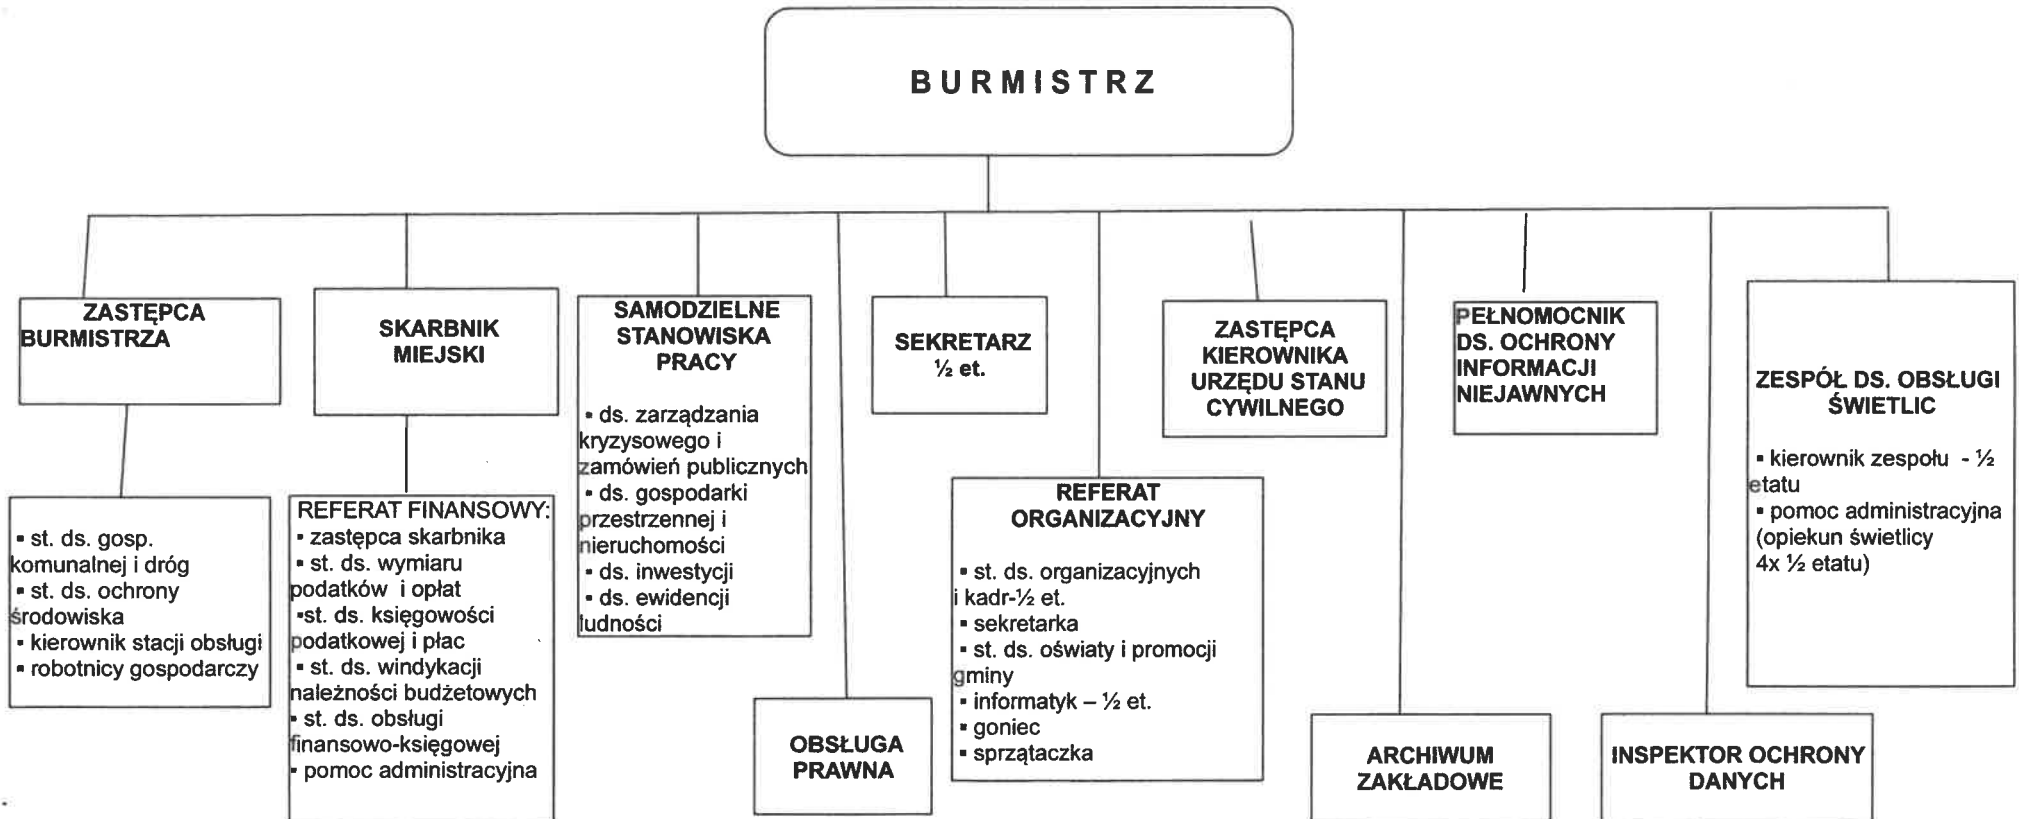 BURMISTRZ
ZASTĘPCA
BURMISTRZA
SKARBNIK
MIEJSKI
SAMODZIELNE
STANOWISKA
PRACY
▪ ds. zarządzania
kryzysowego i
zamówień publicznych
▪ ds. gospodarki
przestrzennej i
nieruchomości
▪ ds. inwestycji
▪ ds. ewidencji
ludności
SEKRETARZ
½ et.
ZASTĘPCA
KIEROWNIKA
URZĘDU STANU
CYWILNEGO
PEŁNOMOCNIK
DS. OCHRONY
INFORMACJI
NIEJAWNYCH
ZESPÓŁ DS. OBSŁUGI
ŚWIETLIC
▪ kierownik zespołu - ½
etatu
▪ pomoc administracyjna
(opiekun świetlicy
4x ½ etatu)
▪ st. ds. gosp.
komunalnej i dróg
▪ st. ds. ochrony
środowiska
▪ kierownik stacji obsługi
▪ robotnicy gospodarczy
REFERAT FINANSOWY:
▪ zastępca skarbnika
▪ st. ds. wymiaru
podatków i opłat
▪st. ds. księgowości
podatkowej i płac
▪ st. ds. windykacji
należności budżetowych
▪ st. ds. obsługi
finansowo-księgowej
▪ pomoc administracyjna
OBSŁUGA
PRAWNA
REFERAT
ORGANIZACYJNY
▪ st. ds. organizacyjnych
i kadr-½ et.
▪ sekretarka
▪ st. ds. oświaty i promocji
gminy
▪ informatyk – ½ et.
▪ goniec
▪ sprzątaczka
ARCHIWUM
ZAKŁADOWE
INSPEKTOR OCHRONY
DANYCH